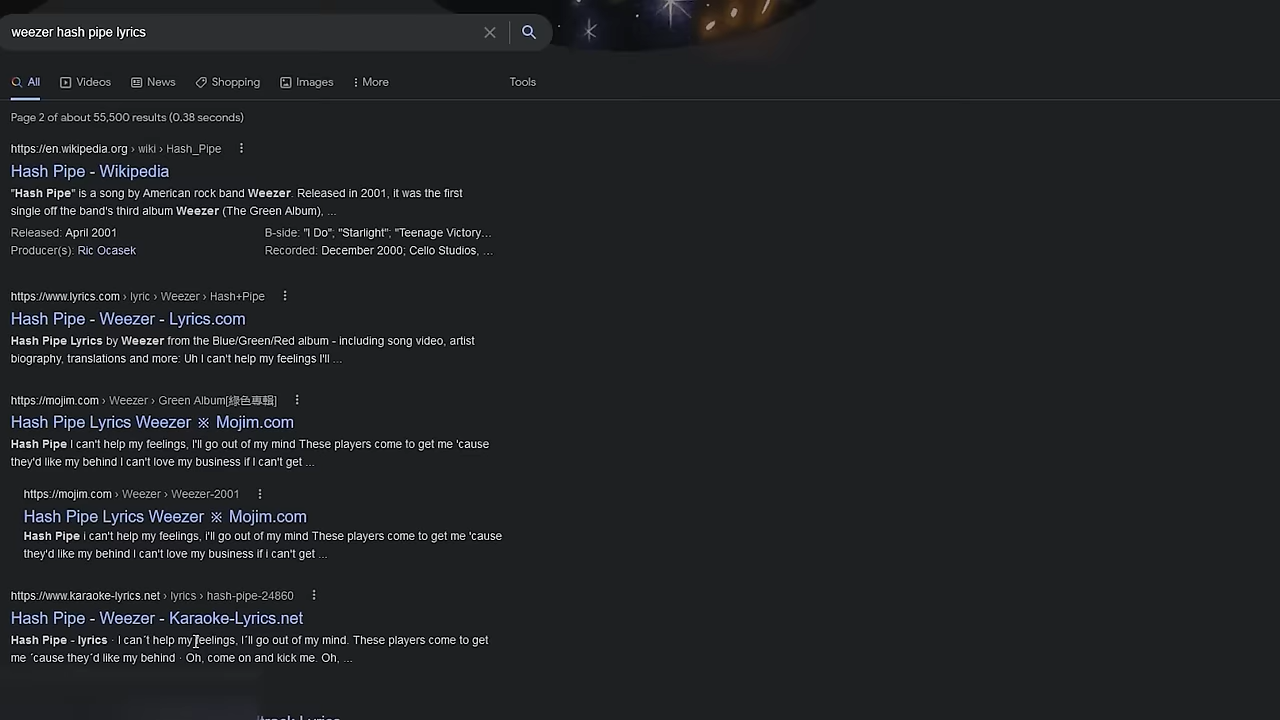 weezer hash pipe lyrics
All Videos News Shopping Images More Tools
Page 2 of about 55,500 results (0.38 seconds)
https://en.wikipedia.org › wiki › Hash_Pipe
Hash Pipe - Wikipedia
"Hash Pipe" is a song by American rock band Weezer. Released in 2001, it was the first
single off the band's third album Weezer (The Green Album), ...
Released: April 2001 B-side: "I Do"; "Starlight"; "Teenage Victory...
Producer(s): Ric Ocasek Recorded: December 2000; Cello Studios, ...
https://www.lyrics.com › lyric › Weezer › Hash+Pipe
Hash Pipe - Weezer - Lyrics.com
Hash Pipe Lyrics by Weezer from the Blue/Green/Red album - including song video, artist
biography, translations and more: Uh I can't help my feelings I'll ...
https://mojim.com › Weezer › Green Album[綠色專輯]
Hash Pipe Lyrics Weezer ※ Mojim.com
Hash Pipe I can't help my feelings, I'll go out of my mind These players come to get me 'cause
they'd like my behind I can't love my business if I can't get ...
https://mojim.com › Weezer › Weezer-2001
Hash Pipe Lyrics Weezer ※ Mojim.com
Hash Pipe i can't help my feelings, i'll go out of my mind These players come to get me 'cause
they'd like my behind I can't love my business if i can't get ...
https://www.karaoke-lyrics.net › lyrics › hash-pipe-24860
Hash Pipe - Weezer - Karaoke-Lyrics.net
Hash Pipe - lyrics · I can´t help my feelings, I´ll go out of my mind. These players come to get
me ´cause they´d like my behind · Oh, come on and kick me. Oh, ...